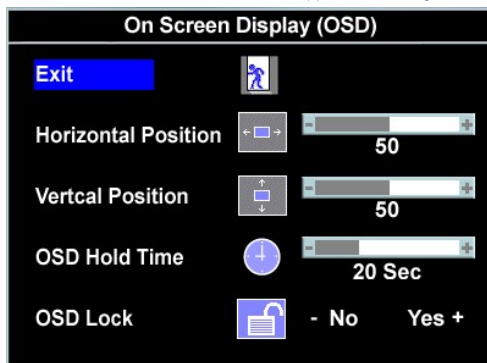 On Screen Display (OSD)
Exit
Horizontal Position - +
50
Vertcal Position - +
50
OSD Hold Time - +
20 Sec
OSD Lock - No Yes +